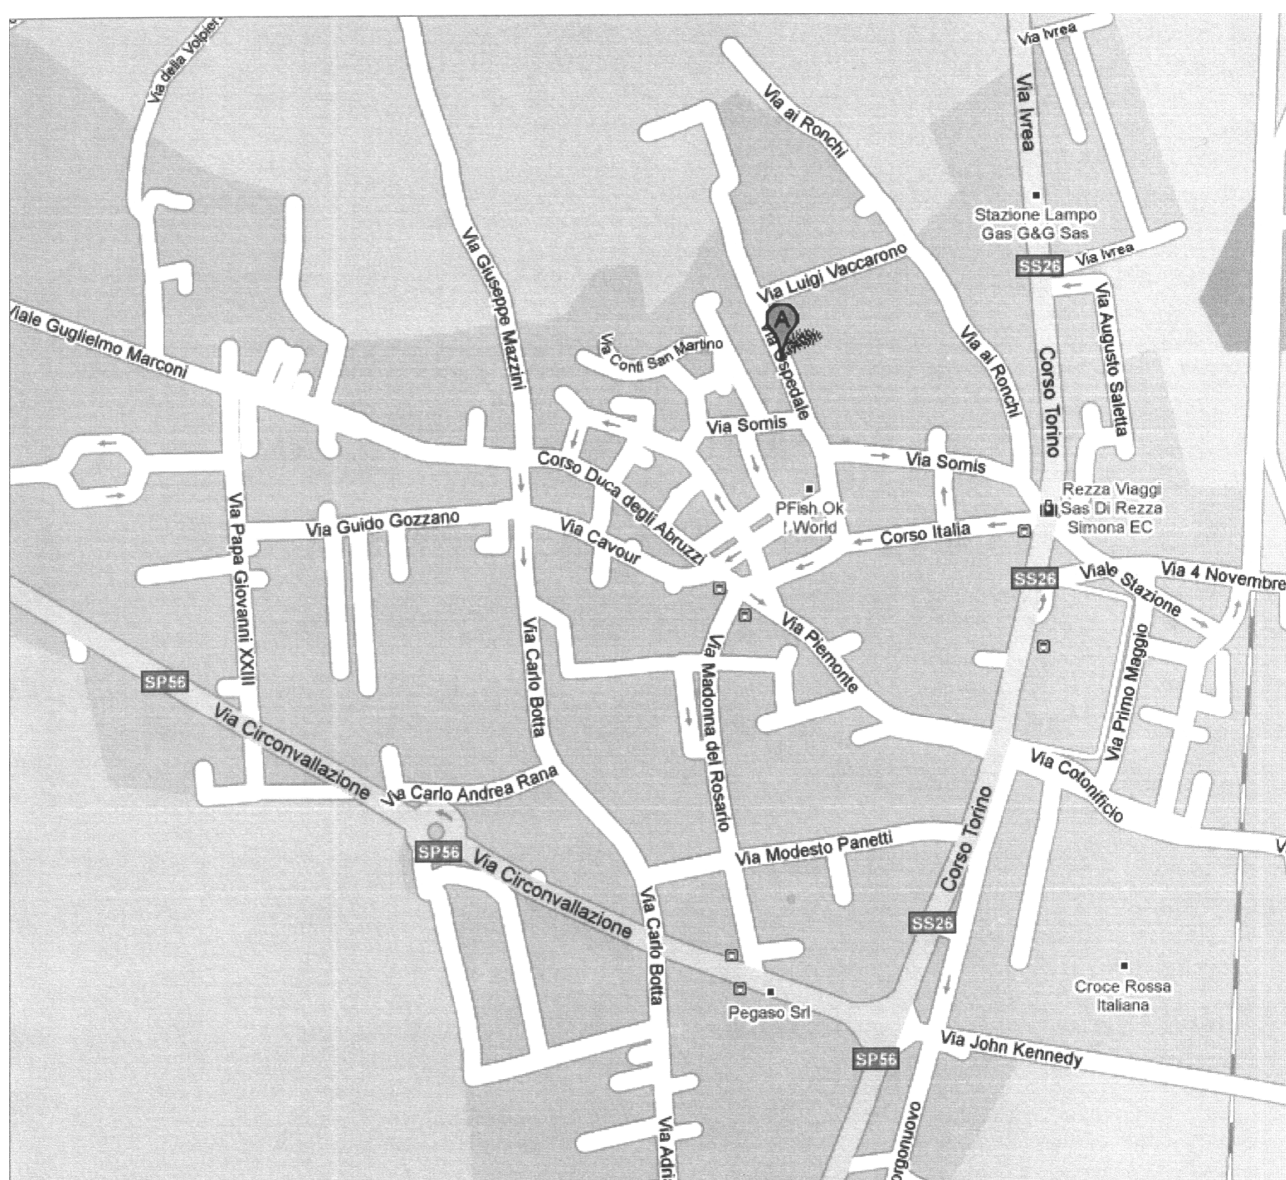 Via della Volpiera
Via Ivrea
Via Ivrea
Via ai Ronchi
Stazione Lampo
Gas G&G Sas
Via Ivrea
SS26
Via Giuseppe Mazzini
Via Luigi Vaccarono
A
Via Ospedale
Viale Guglielmo Marconi
Via Conti San Martino
Via ai Ronchi
Corso Torino
Via Augusto Saletta
Via Somis
Via Somis
Corso Duca degli Abruzzi
PFish Ok
World
Rezza Viaggi
Sas Di Rezza
Simona EC
Via Papa Giovanni XXIII
Via Guido Gozzano
Via Cavour
Corso Italia
SS26
Viale Stazione
Via 4 Novembre
Via Piemonte
Via Carlo Botta
Via Madonna del Rosario
Via Primo Maggio
SP56
Via Circonvallazione
Via Carlo Andrea Rana
Via Cotonificio
Corso Torino
Via Modesto Panetti
SP56
Via Circonvallazione
Via Carlo Botta
SS26
Croce Rossa
Italiana
Pegaso Srl
Via John Kennedy
SP56
Via Adria
orgonuovo